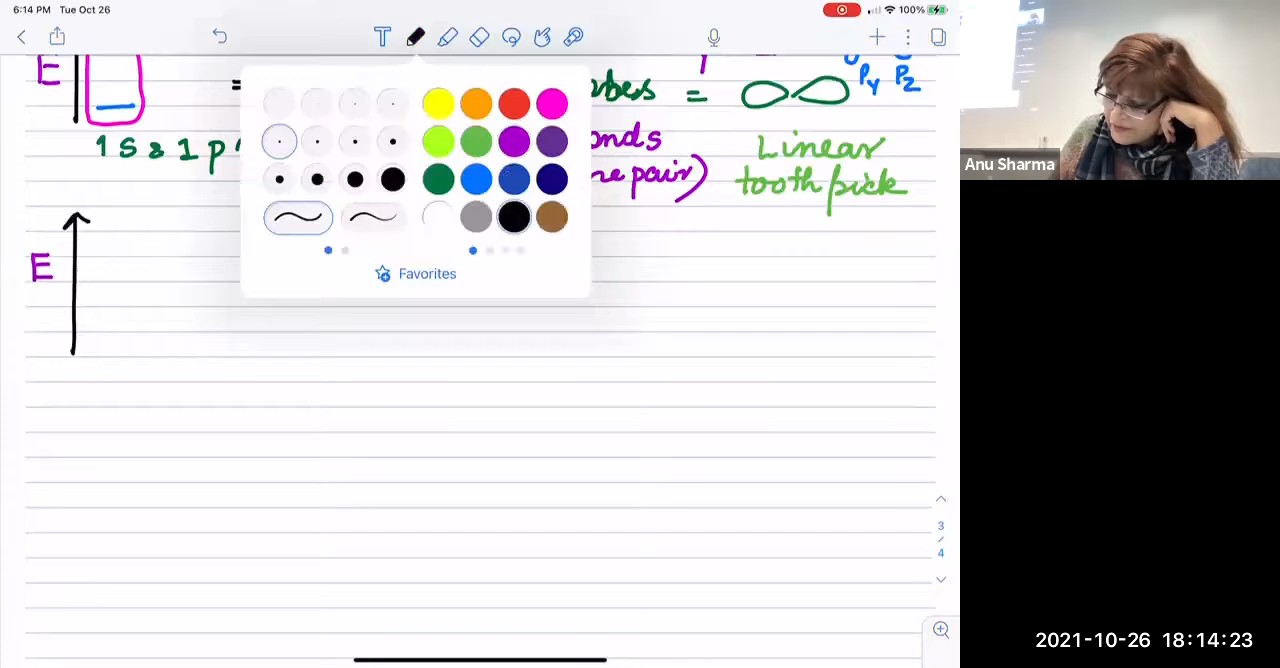 6:14 PM Tue Oct 26
100%
E
=
= 
Py Pz
1s & 1p
onds
Linear
ne pair)
tooth pick
E
Favorites
3
4
Anu Sharma
2021-10-26 18:14:23